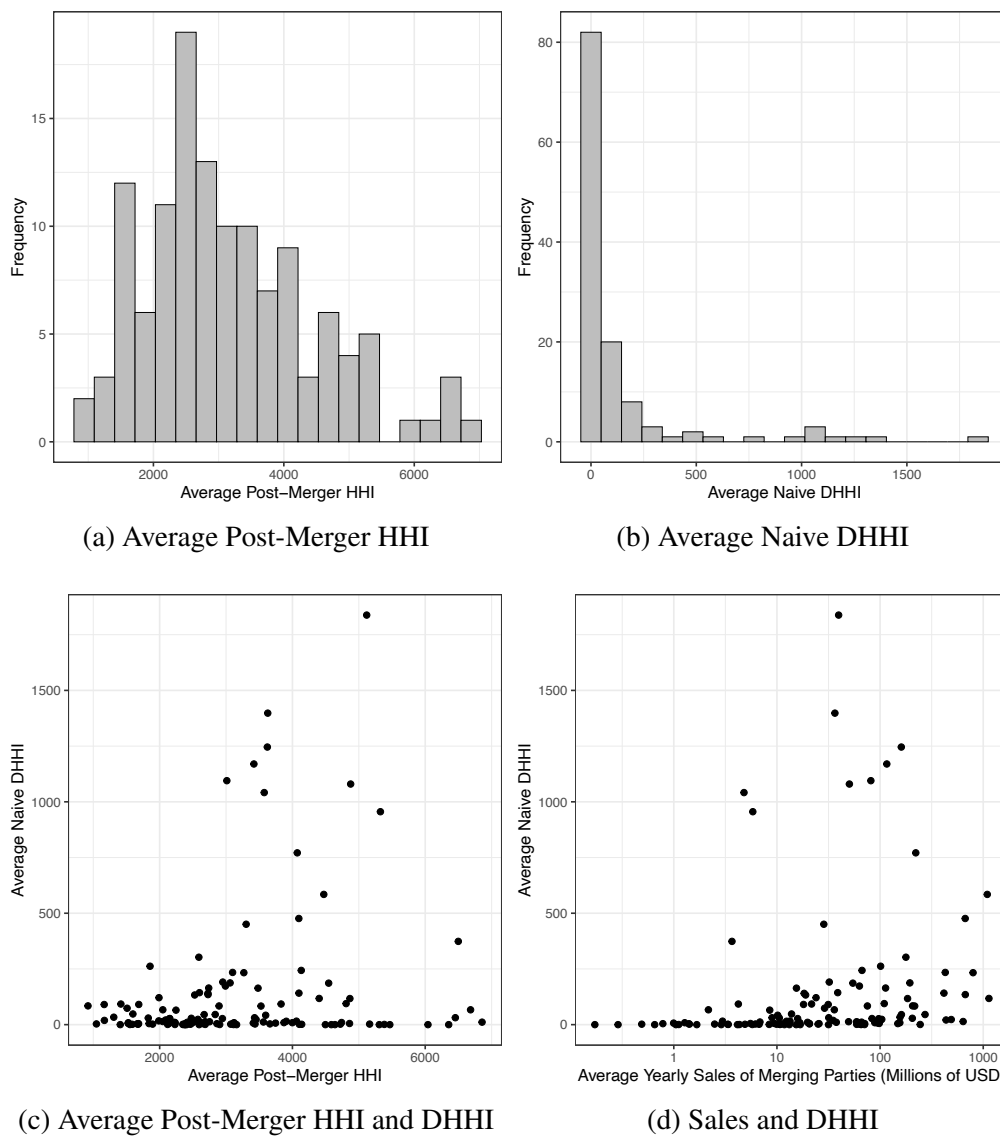 15
10
5
0
Frequency
2000
4000
6000
Average Post-Merger HHI
(a) Average Post-Merger HHI
80
60
40
20
0
Frequency
0
500
1000
1500
Average Naive DHHI
(b) Average Naive DHHI
1500
1000
500
0
Average Naive DHHI
2000
4000
6000
Average Post-Merger HHI
(c) Average Post-Merger HHI and DHHI
1500
1000
500
0
Average Naive DHHI
1
10
100
1000
Average Yearly Sales of Merging Parties (Millions of USD
(d) Sales and DHHI